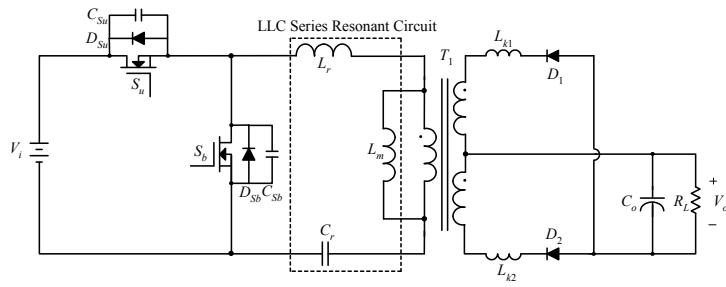 C_Su
LLC Series Resonant Circuit
D_Su
S_u
L_r
T_1
L_k1
D_1
V_i
S_b
D_Sb
C_Sb
L_m
C_o
R_L
+
V_o
−
C_r
D_2
L_k2